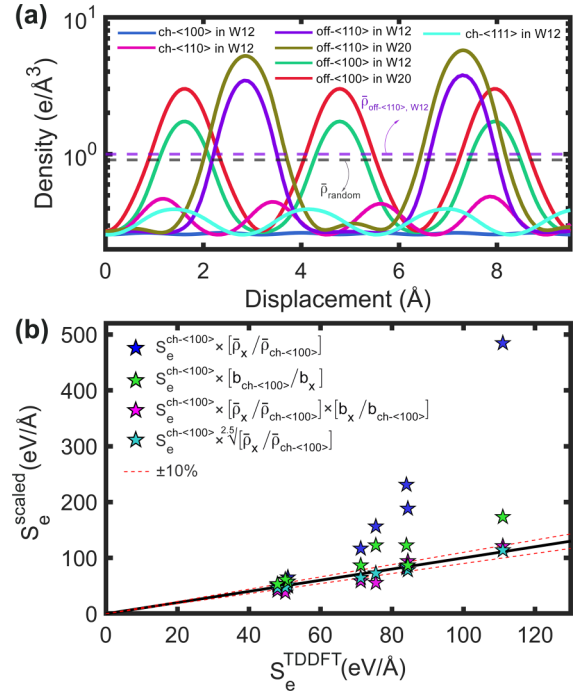 (a)
ch-<100> in W12
ch-<110> in W12
off-<110> in W12
off-<110> in W20
off-<100> in W12
off-<100> in W20
ch-<111> in W12
10¹
10⁰
Density (e/Å³)
ρ̄off-<110>, W12
ρ̄random
0 2 4 6 8
Displacement (Å)
(b)
Sₑ^ch-<100> × [ρ̄ₓ / ρ̄ch-<100>]
Sₑ^ch-<100> × [bch-<100> / bₓ]
Sₑ^ch-<100> × [ρ̄ₓ / ρ̄ch-<100>] × [bₓ / bch-<100>]
Sₑ^ch-<100> × ²·⁵√[ρ̄ₓ / ρ̄ch-<100>]
±10%
500
400
300
200
100
0
Sₑ^scaled (eV/Å)
0 20 40 60 80 100 120
Sₑ^TDDFT (eV/Å)